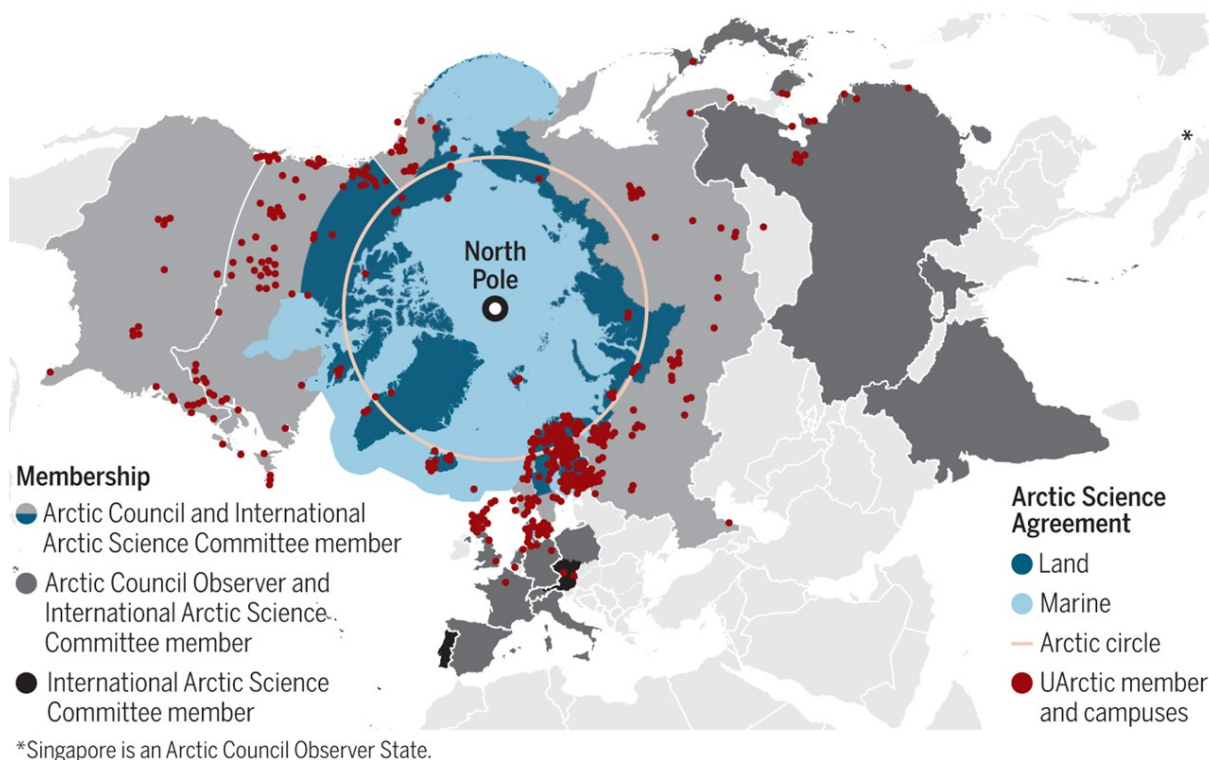 *
North
Pole
Membership
Arctic Council and International
Arctic Science Committee member
Arctic Council Observer and
International Arctic Science
Committee member
International Arctic Science
Committee member
*Singapore is an Arctic Council Observer State.
Arctic Science
Agreement
Land
Marine
Arctic circle
UArctic member
and campuses